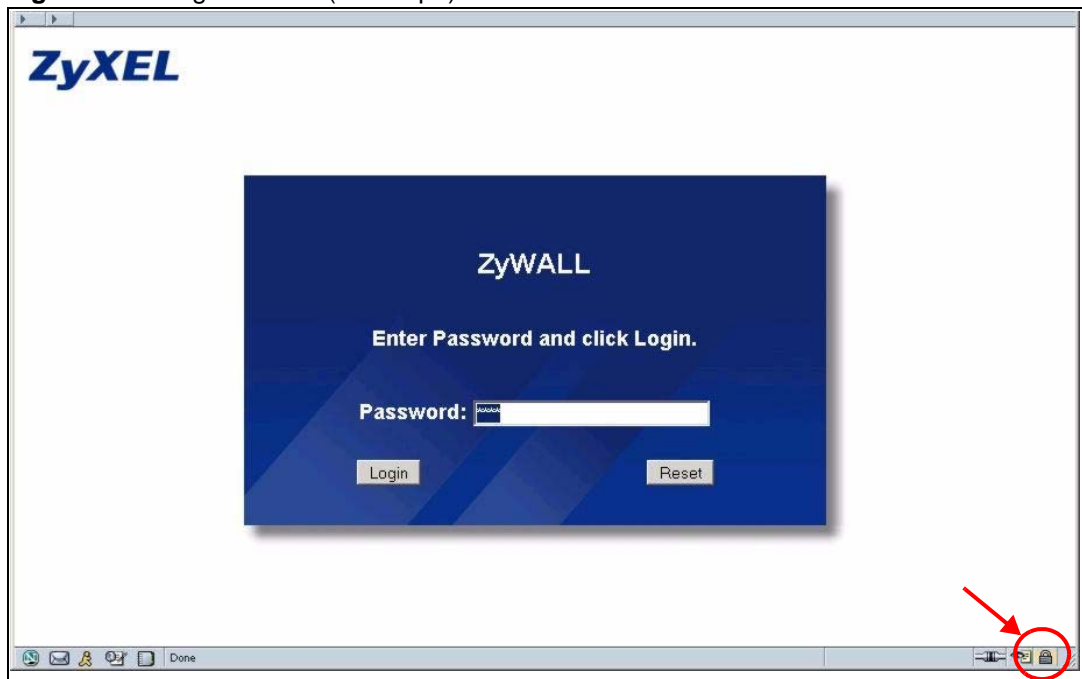 ZyXEL
ZyWALL
Enter Password and click Login.
Password: ****
Login
Reset
Done